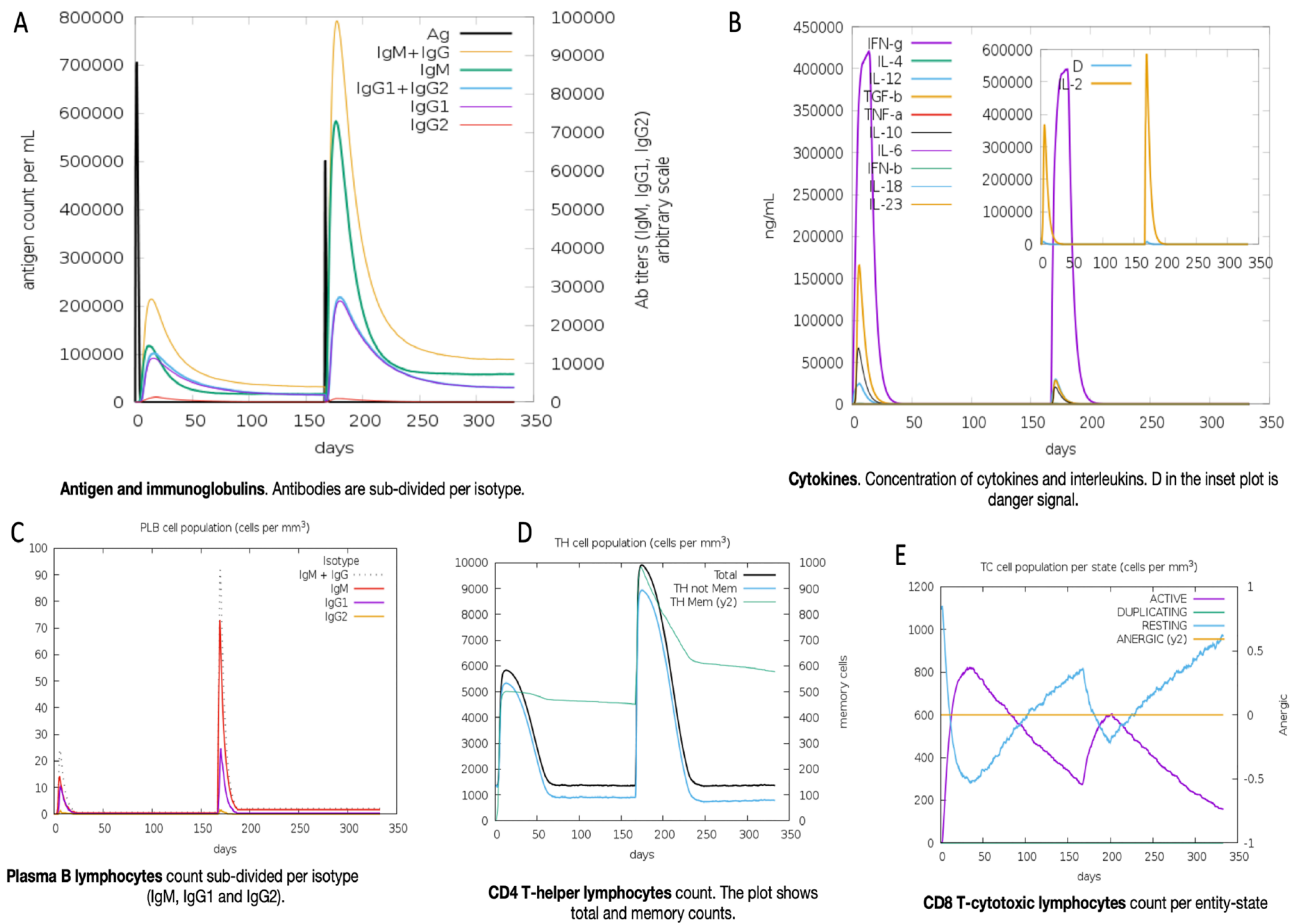 A
800000
700000
600000
500000
400000
300000
200000
100000
0
antigen count per mL
Ag
IgM+IgG
IgM
IgG1+IgG2
IgG1
IgG2
100000
90000
80000
70000
60000
50000
40000
30000
20000
10000
0
Ab titers (IgM, IgG1, IgG2)
arbitrary scale
0 50 100 150 200 250 300 350
days
Antigen and immunoglobulins. Antibodies are sub-divided per isotype.
B
450000
400000
350000
300000
250000
200000
150000
100000
50000
0
ng/mL
IFN-g
IL-4
IL-12
TGF-b
TNF-a
IL-10
IL-6
IFN-b
IL-18
IL-23
600000
500000
400000
300000
200000
100000
0
D
IL-2
0 50 100 150 200 250 300 350
0 50 100 150 200 250 300 350
days
Cytokines. Concentration of cytokines and interleukins. D in the inset plot is
danger signal.
C
PLB cell population (cells per mm3)
100
90
80
70
60
50
40
30
20
10
0
Isotype
IgM + IgG
IgM
IgG1
IgG2
0 50 100 150 200 250 300 350
days
Plasma B lymphocytes count sub-divided per isotype
(IgM, IgG1 and IgG2).
D
TH cell population (cells per mm3)
10000
9000
8000
7000
6000
5000
4000
3000
2000
1000
0
Total
TH not Mem
TH Mem (y2)
1000
900
800
700
600
500
400
300
200
100
0
memory cells
0 50 100 150 200 250 300 350
days
CD4 T-helper lymphocytes count. The plot shows
total and memory counts.
E
TC cell population per state (cells per mm3)
1200
1000
800
600
400
200
0
ACTIVE
DUPLICATING
RESTING
ANERGIC (y2)
1
0.5
0
-0.5
-1
Anergic
0 50 100 150 200 250 300 350
days
CD8 T-cytotoxic lymphocytes count per entity-state